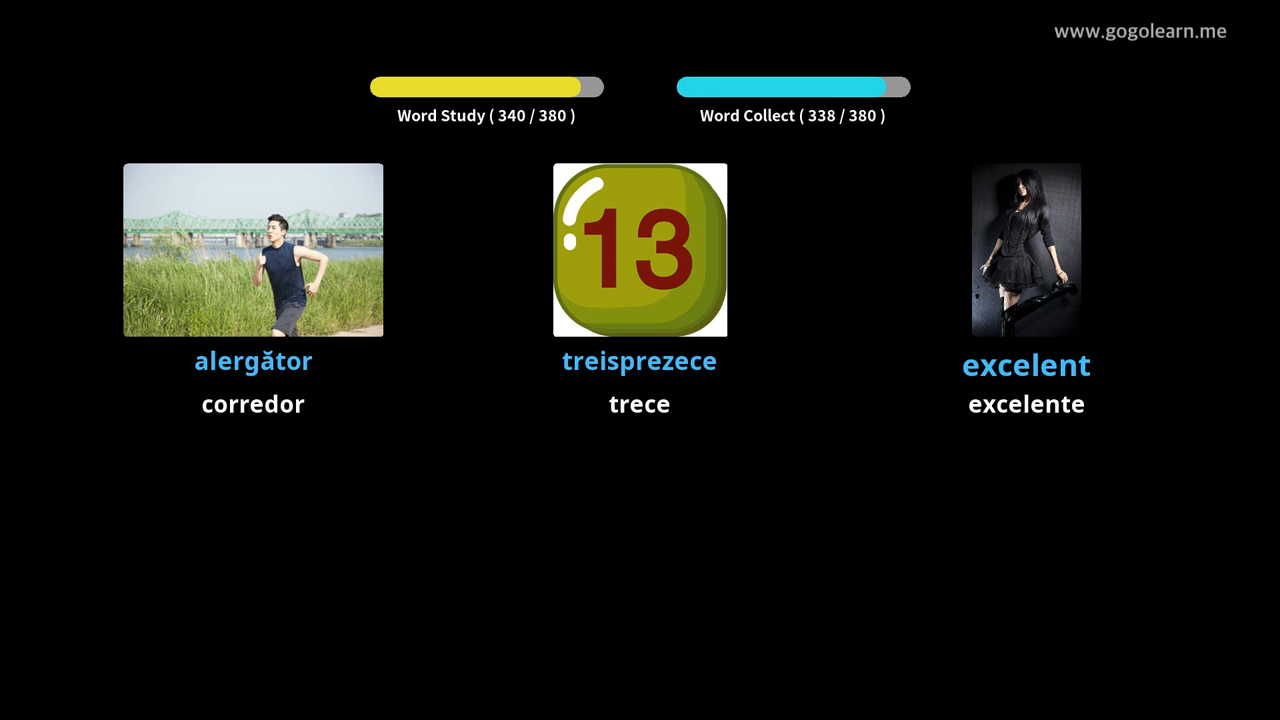 www.gogolearn.me
Word Study ( 340 / 380 )
Word Collect ( 338 / 380 )
13
alergător
treisprezece
excelent
corredor
trece
excelente